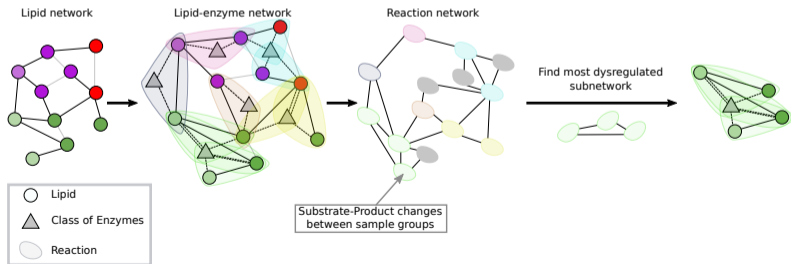 Lipid network
Lipid-enzyme network
Reaction network
Find most dysregulated
subnetwork
Lipid
Class of Enzymes
Reaction
Substrate-Product changes
between sample groups